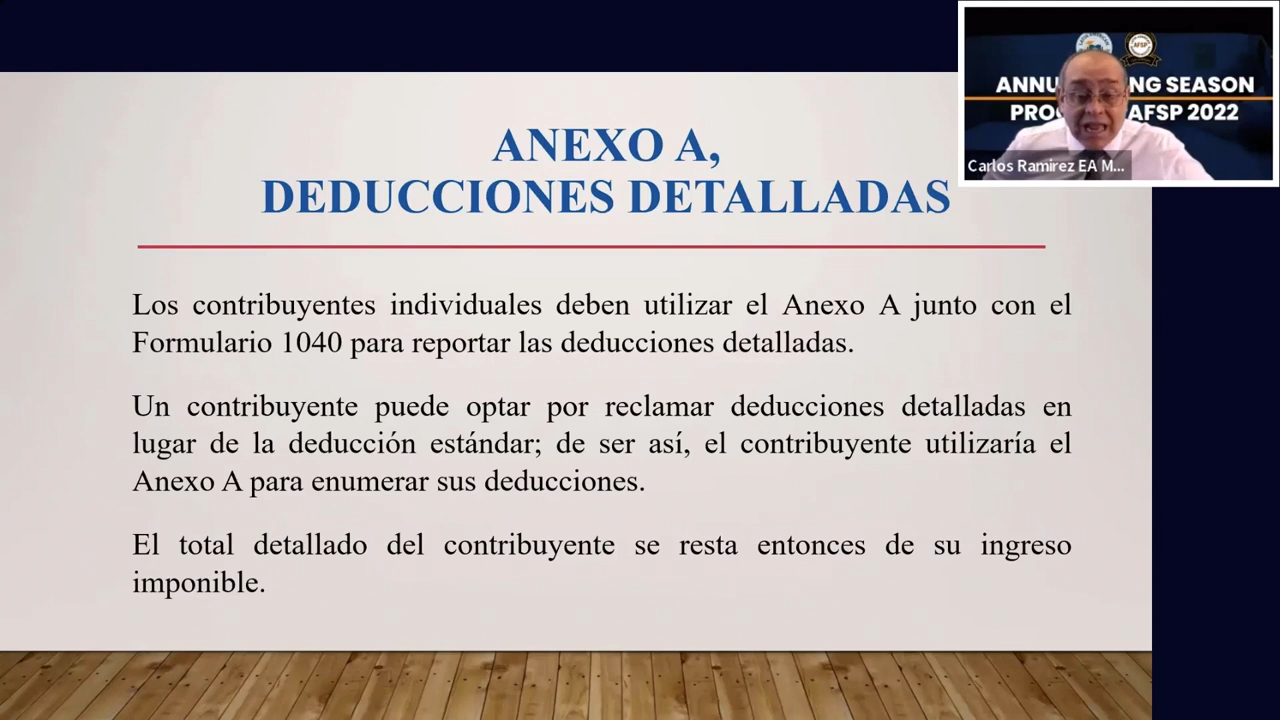 ANEXO A,
DEDUCCIONES DETALLADAS
Los contribuyentes individuales deben utilizar el Anexo A junto con el
Formulario 1040 para reportar las deducciones detalladas.
Un contribuyente puede optar por reclamar deducciones detalladas en
lugar de la deducción estándar; de ser así, el contribuyente utilizaría el
Anexo A para enumerar sus deducciones.
El total detallado del contribuyente se resta entonces de su ingreso
imponible.
AFSP
ANNU NG SEASON
PRO AFSP 2022
Carlos Ramirez EA M...